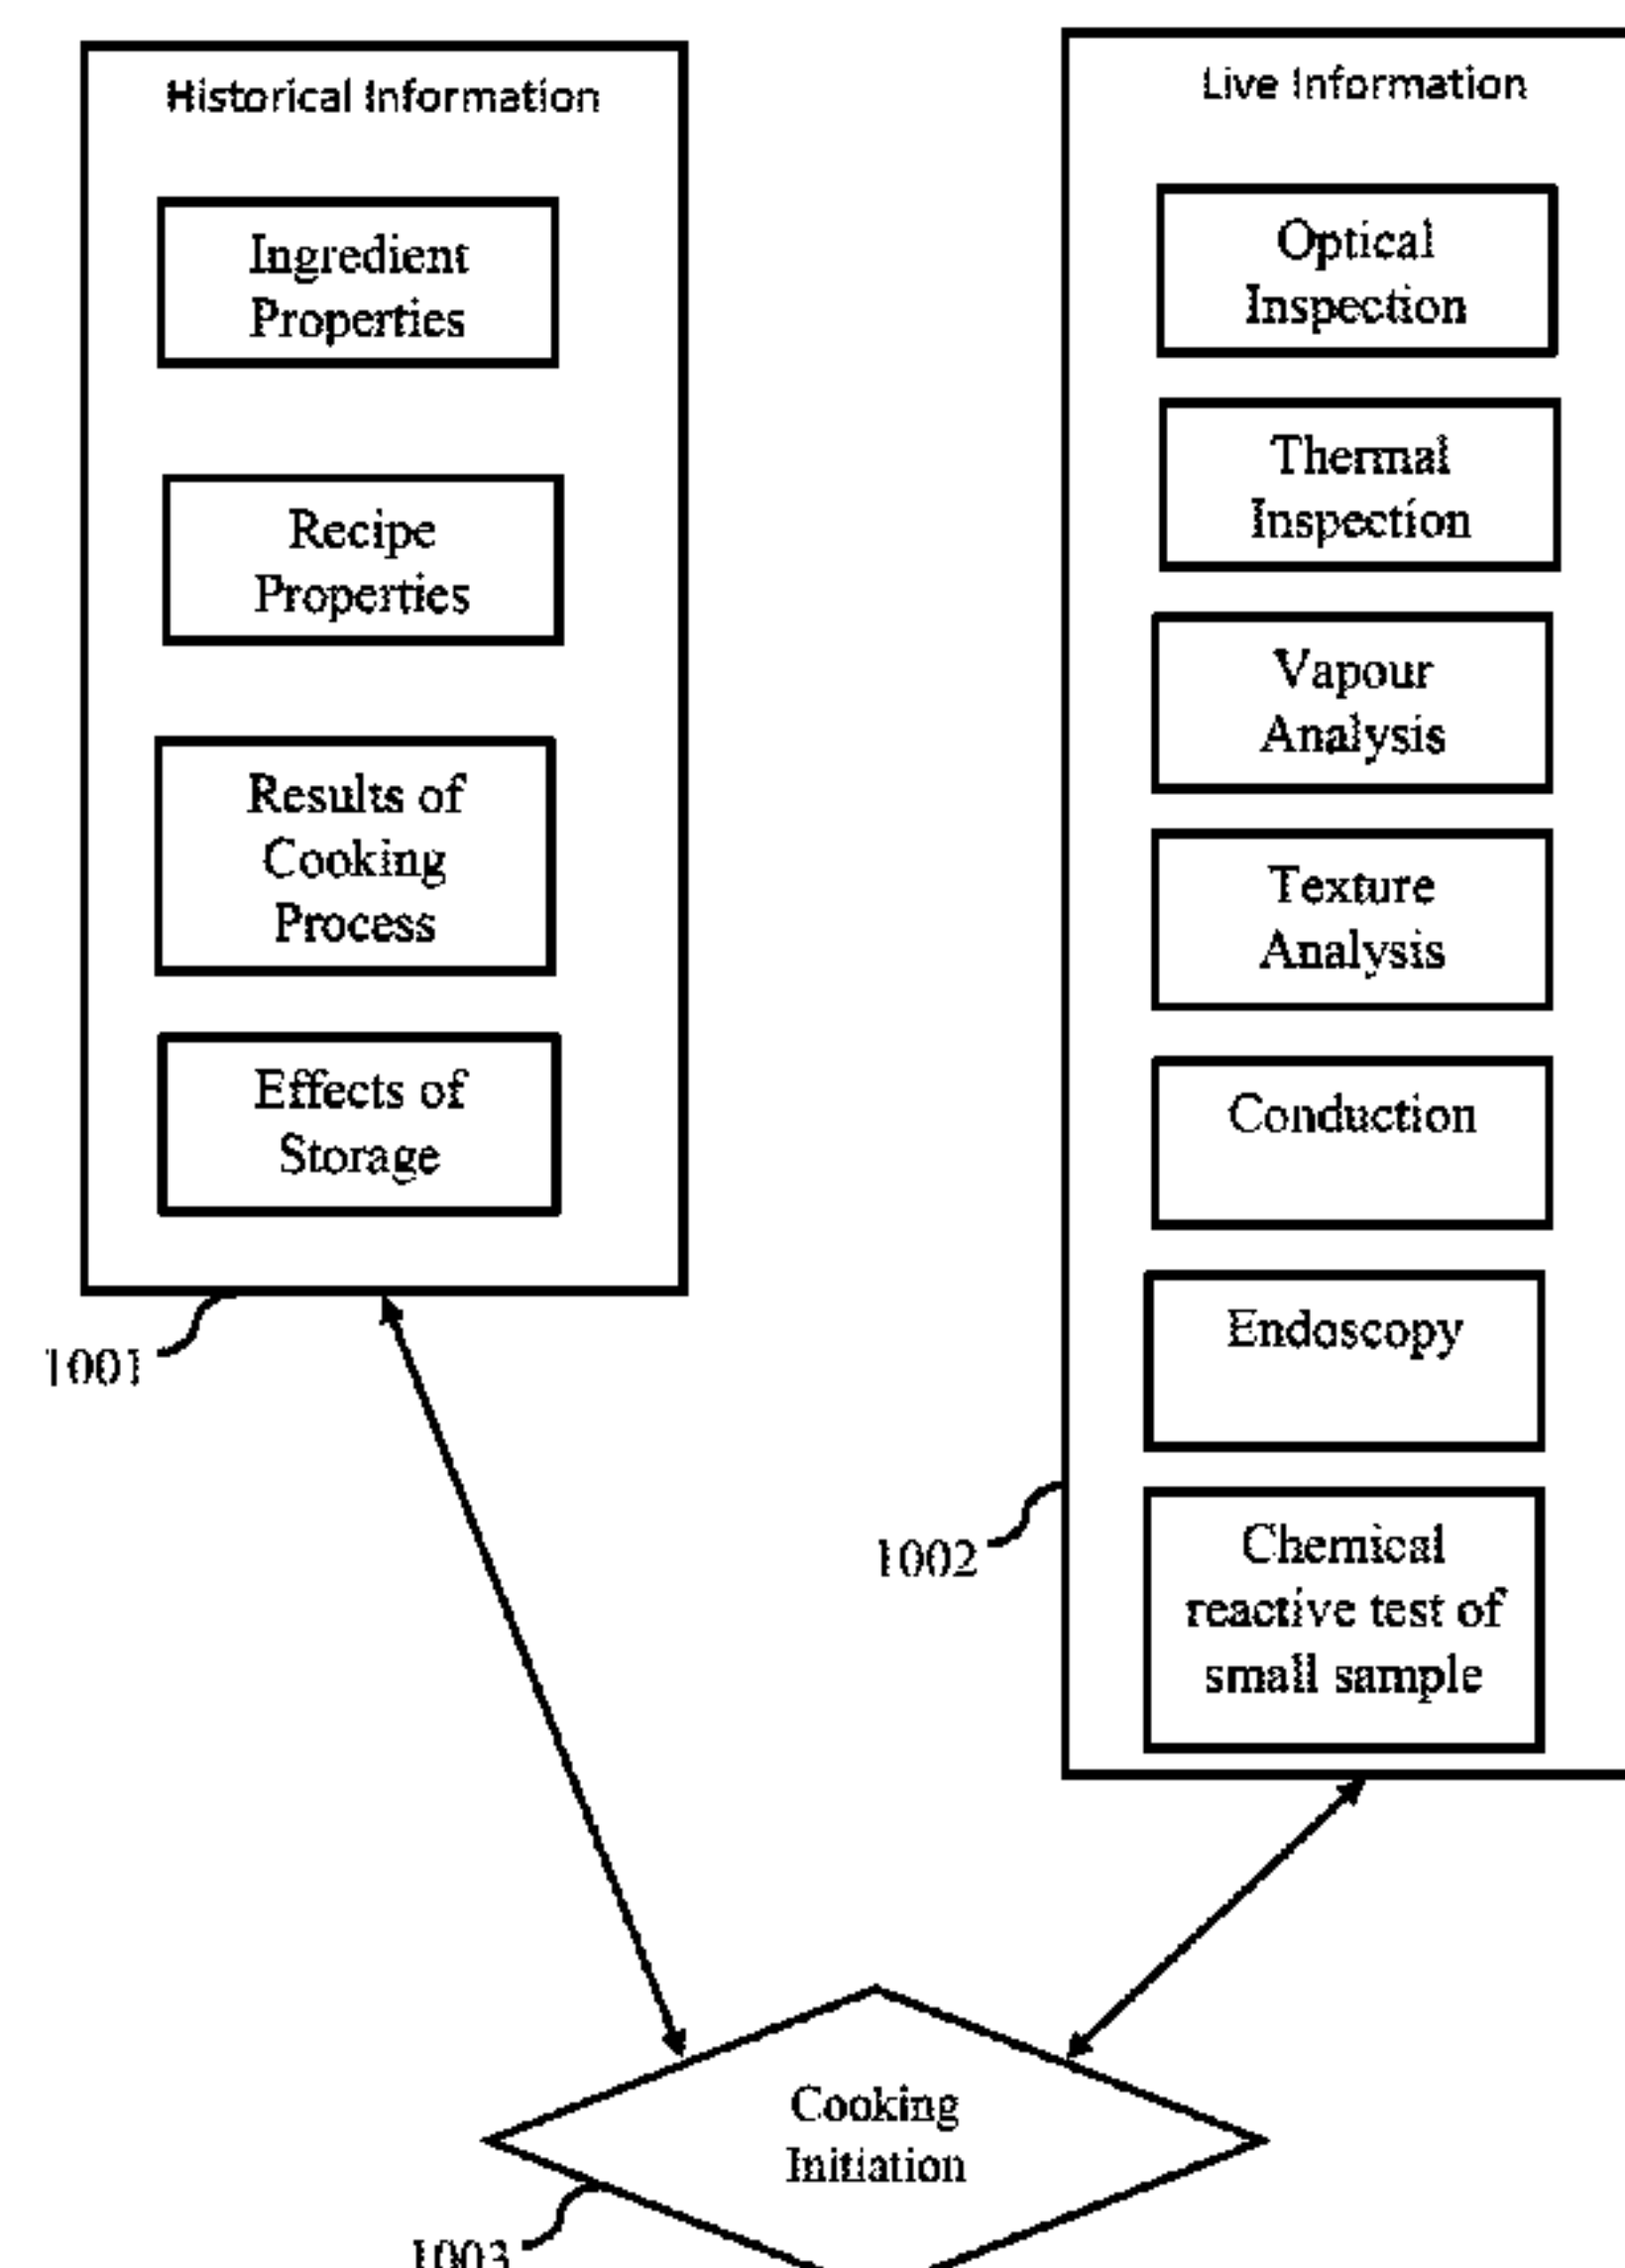 Historical Information
Ingredient
Properties
Recipe
Properties
Results of
Cooking
Process
Effects of
Storage
1001
Live Information
Optical
Inspection
Thermal
Inspection
Vapour
Analysis
Texture
Analysis
Conduction
Endoscopy
Chemical
reactive test of
small sample
1002
Cooking
Initiation
1003